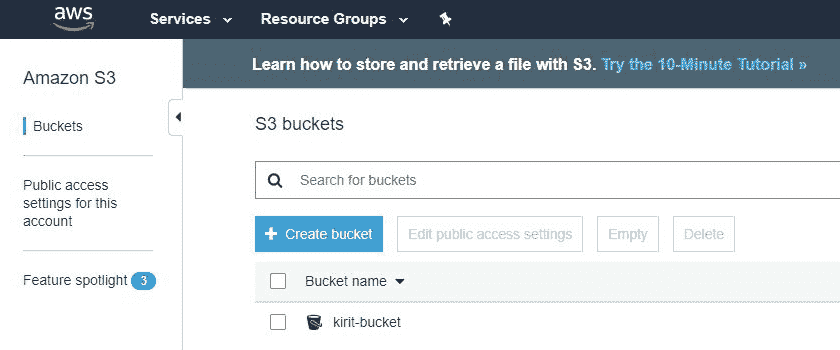 aws Services Resource Groups
Amazon S3
Buckets
Public access
settings for this
account
Feature spotlight 3
Learn how to store and retrieve a file with S3. Try the 10-Minute Tutorial »
S3 buckets
Search for buckets
+ Create bucket Edit public access settings Empty Delete
Bucket name
kirit-bucket